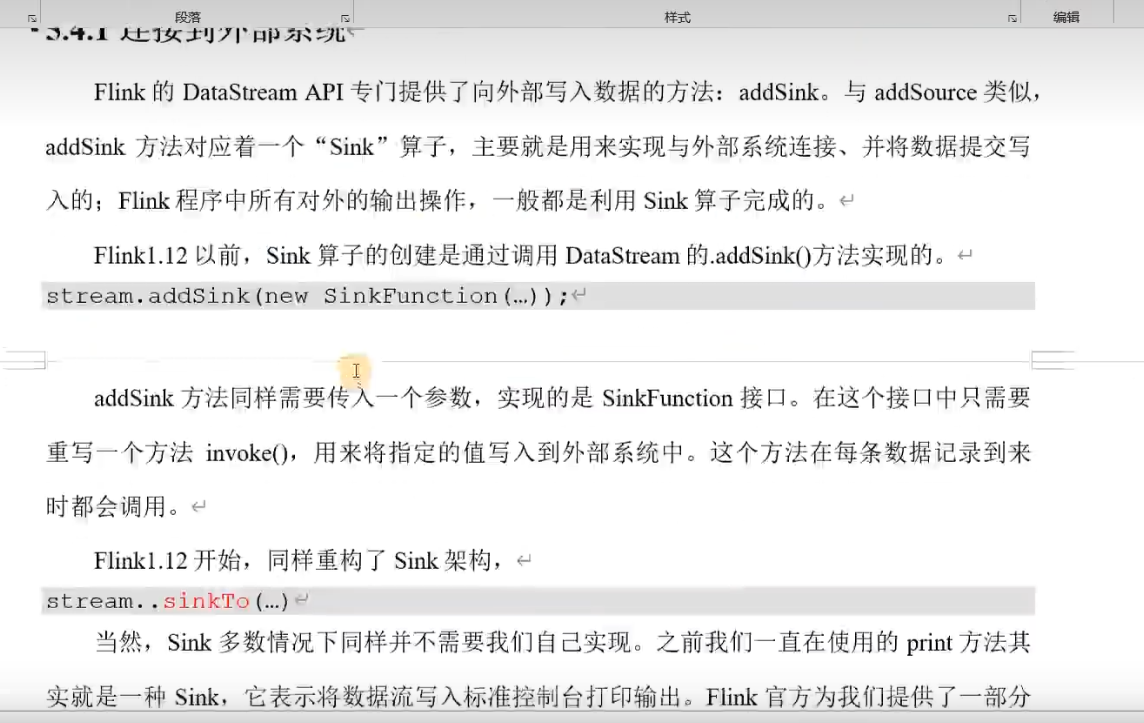 段落 样式 编辑
5.4.1 连接到外部系统
Flink 的 DataStream API 专门提供了向外部写入数据的方法：addSink。与 addSource 类似，
addSink 方法对应着一个“Sink”算子，主要就是用来实现与外部系统连接、并将数据提交写
入的；Flink 程序中所有对外的输出操作，一般都是利用 Sink 算子完成的。
Flink1.12 以前，Sink 算子的创建是通过调用 DataStream 的.addSink()方法实现的。
stream.addSink(new SinkFunction(…));
addSink 方法同样需要传入一个参数，实现的是 SinkFunction 接口。在这个接口中只需要
重写一个方法 invoke()，用来将指定的值写入到外部系统中。这个方法在每条数据记录到来
时都会调用。
Flink1.12 开始，同样重构了 Sink 架构，
stream..sinkTo(…)
当然，Sink 多数情况下同样并不需要我们自己实现。之前我们一直在使用的 print 方法其
实就是一种 Sink，它表示将数据流写入标准控制台打印输出。Flink 官方为我们提供了一部分